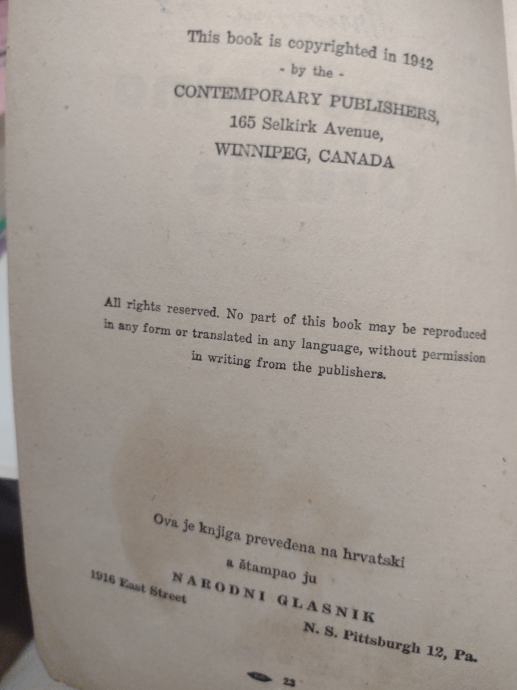 This book is copyrighted in 1942
- by the -
CONTEMPORARY PUBLISHERS,
165 Selkirk Avenue,
WINNIPEG, CANADA
All rights reserved. No part of this book may be reproduced
in any form or translated in any language, without permission
in writing from the publishers.
Ova je knjiga prevedena na hrvatski
a štampao ju
NARODNI GLASNIK
1916 East Street
N. S. Pittsburgh 12, Pa.
23